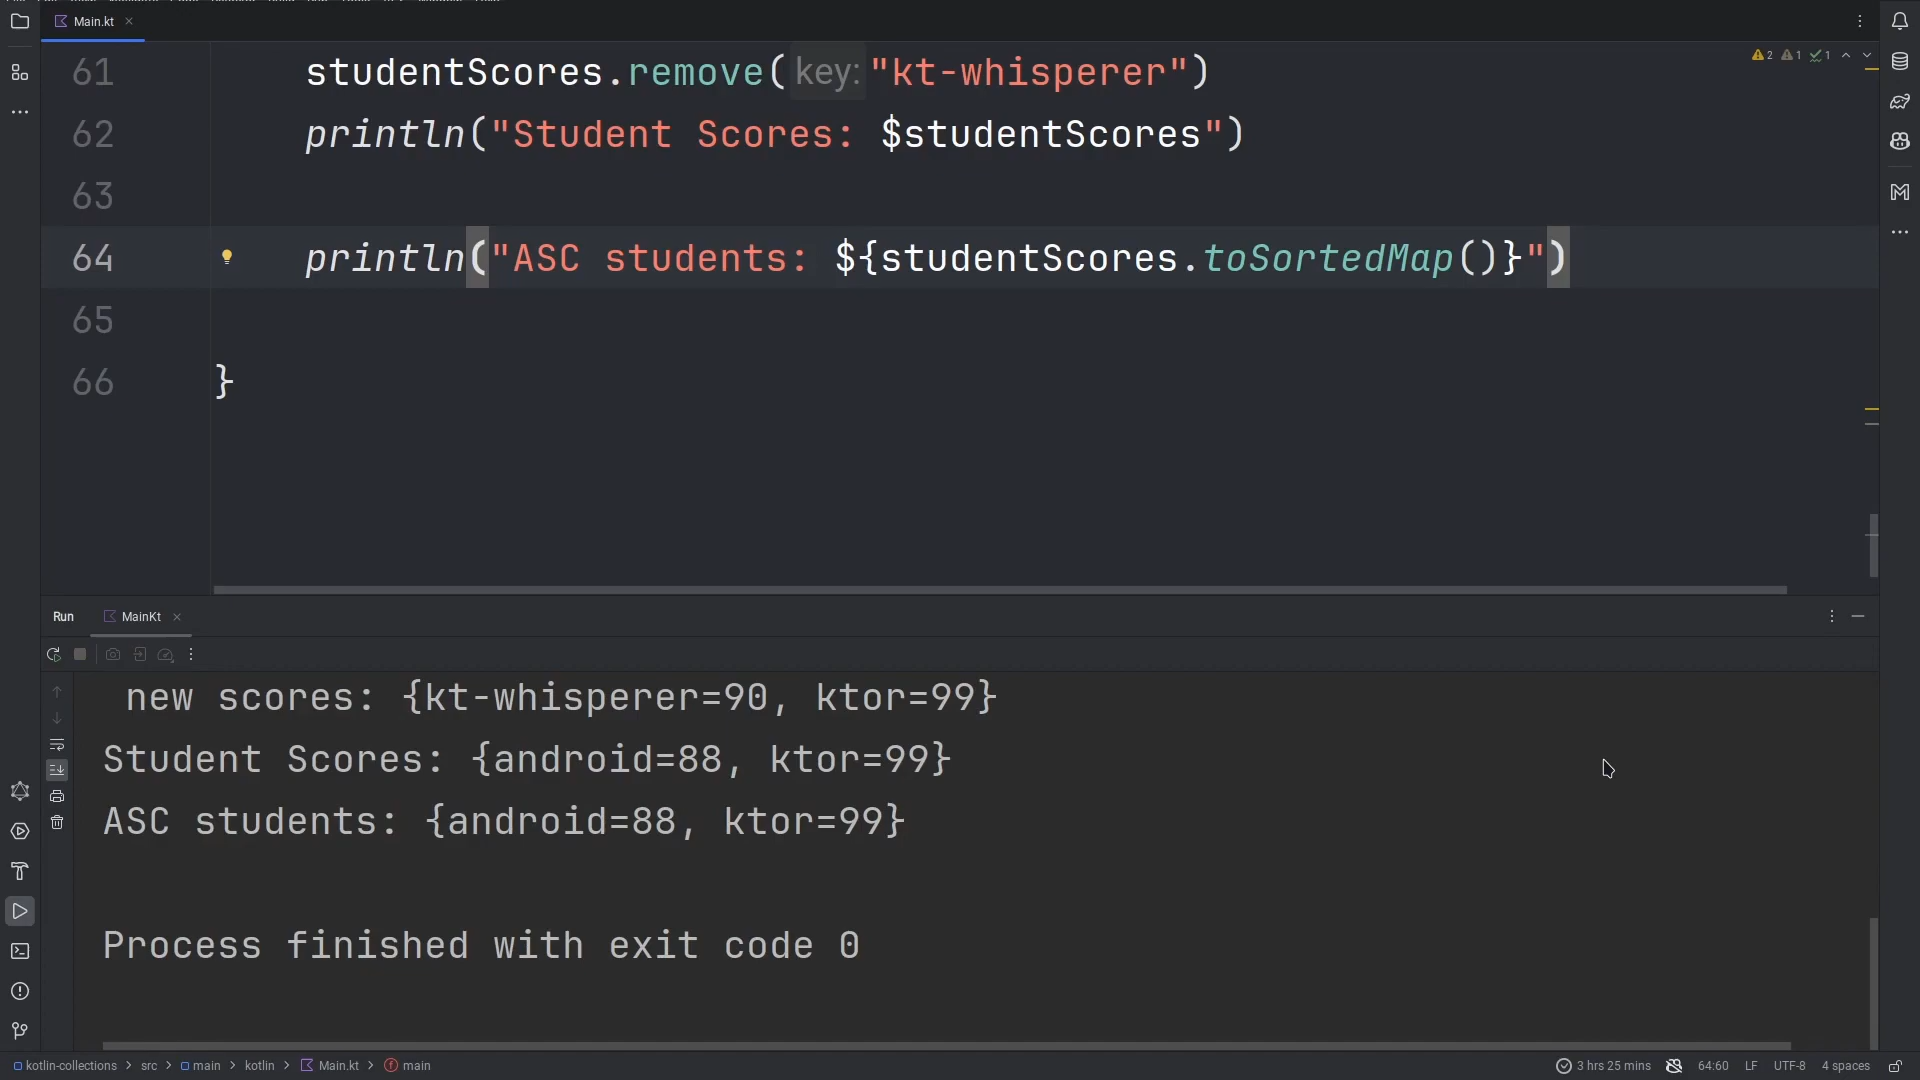 Main.kt
2 1 1
61 studentScores.remove(key:"kt-whisperer")
62 println("Student Scores: $studentScores")
63
64 println("ASC students: ${studentScores.toSortedMap()}")
65
66 }
Run MainKt
new scores: {kt-whisperer=90, ktor=99}
Student Scores: {android=88, ktor=99}
ASC students: {android=88, ktor=99}
Process finished with exit code 0
kotlin-collections > src > main > kotlin > Main.kt > main 3 hrs 25 mins 64:60 LF UTF-8 4 spaces